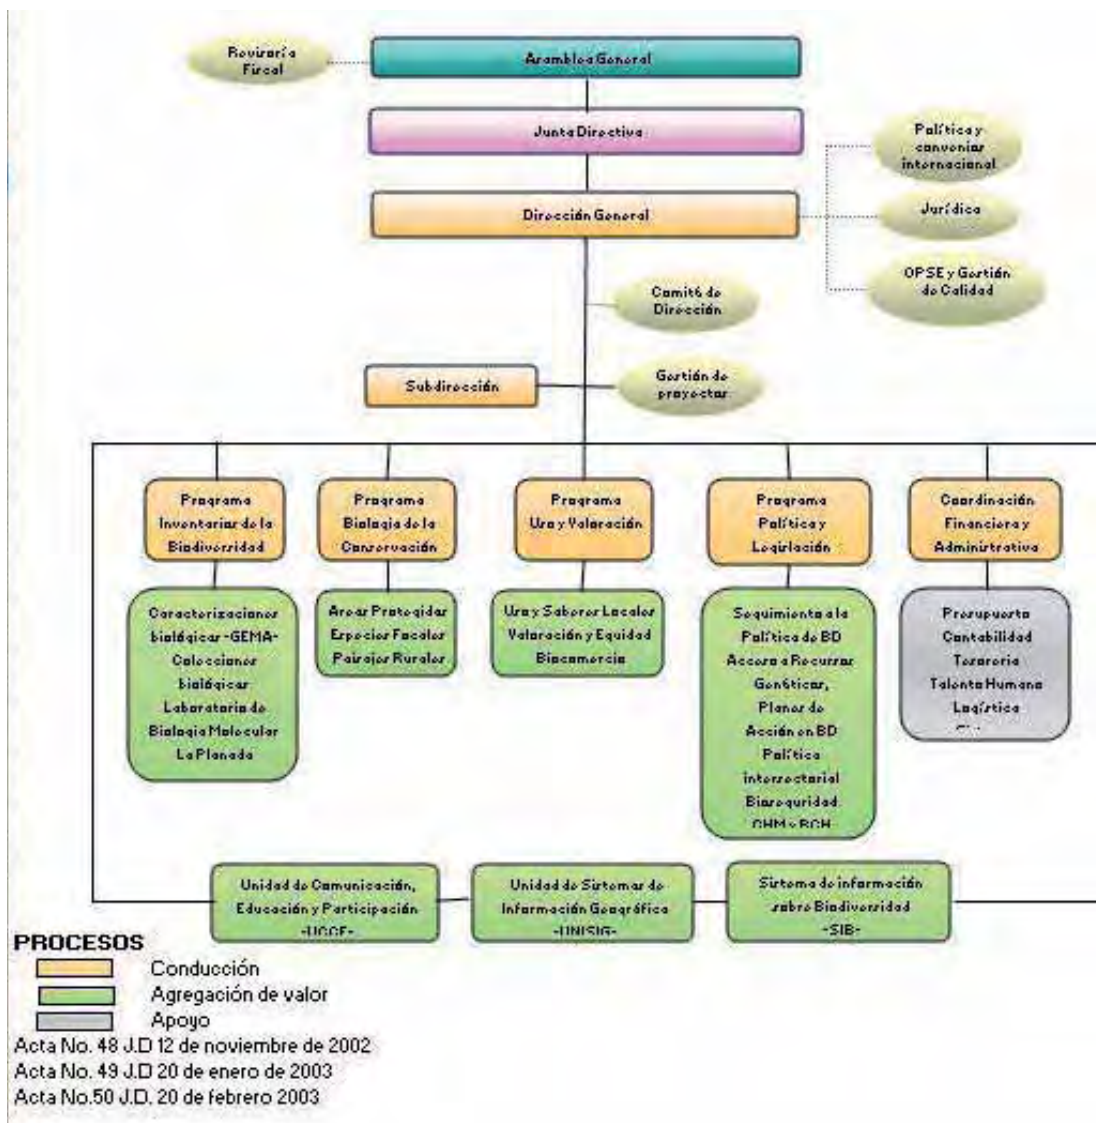 Revisoría
Fiscal
Asamblea General
Junta Directiva
Política y
convenios
internacional
Dirección General
Jurídica
OPSE y Gestión
de Calidad
Comité de
Dirección
Subdirección
Gestión de
proyectos
Programa
Inventarios de la
Biodiversidad
Programa
Biología de la
Conservación
Programa
Uso y Valoración
Programa
Política y
Legislación
Coordinación
Financiera y
Administrativa
Caracterizaciones
biológicas -GEMA-
Colecciones
biológicas
Laboratorio de
Biología Molecular
La Planada
Areas Protegidas
Especies Focales
Paisajes Rurales
Uso y Saberes Locales
Valoración y Equidad
Biocomercio
Seguimiento a la
Política de BD
Acceso a Recursos
Genéticos,
Planes de
Acción en BD
Política
intersectorial
Bioseguridad
CHM y BCH
Presupuesto
Contabilidad
Tesorería
Talento Humano
Logística
Unidad de Comunicación,
Educación y Participación
Unidad de Sistemas de
Información Geográfica
-UNISIG-
Sistema de información
sobre Biodiversidad
-SIB-
PROCESOS
Conducción
Agregación de valor
Apoyo
Acta No. 48 J.D 12 de noviembre de 2002
Acta No. 49 J.D 20 de enero de 2003
Acta No.50 J.D. 20 de febrero 2003